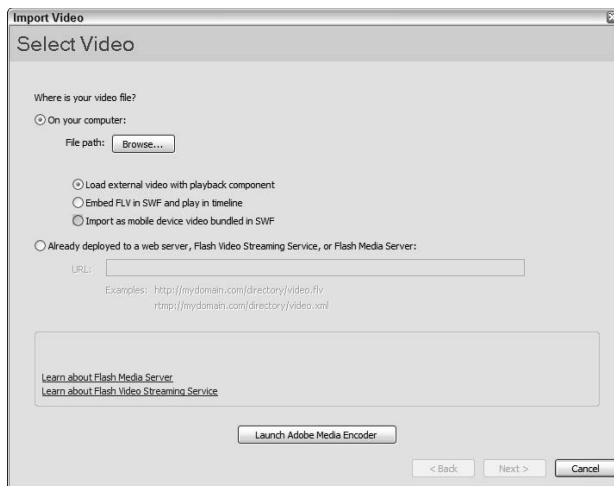 Import Video
Select Video
Where is your video file?
On your computer:
File path: Browse...
Load external video with playback component
Embed FLV in SWF and play in timeline
Import as mobile device video bundled in SWF
Already deployed to a web server, Flash Video Streaming Service, or Flash Media Server:
URL:
Examples: http://mydomain.com/directory/video.flv
rtmp://mydomain.com/directory/video.xml
Learn about Flash Media Server
Learn about Flash Video Streaming Service
Launch Adobe Media Encoder
< Back Next > Cancel